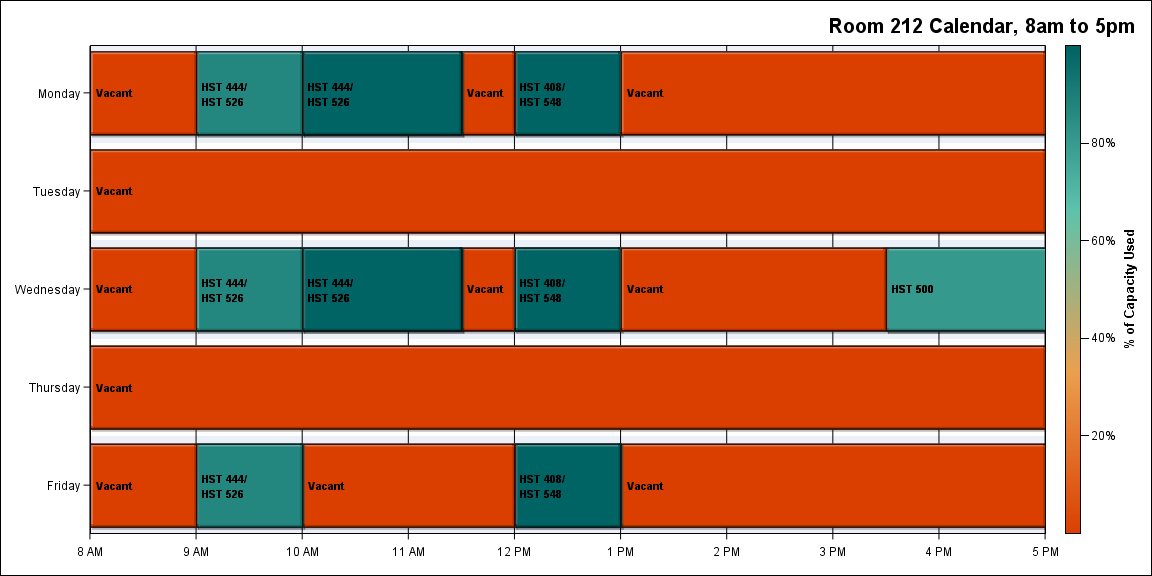 Room 212 Calendar, 8am to 5pm
Monday
Vacant
HST 444/
HST 526
HST 444/
HST 526
Vacant
HST 408/
HST 548
Vacant
Tuesday
Vacant
Wednesday
Vacant
HST 444/
HST 526
HST 444/
HST 526
Vacant
HST 408/
HST 548
Vacant
HST 500
Thursday
Vacant
Friday
Vacant
HST 444/
HST 526
Vacant
HST 408/
HST 548
Vacant
8 AM
9 AM
10 AM
11 AM
12 PM
1 PM
2 PM
3 PM
4 PM
5 PM
80%
60%
40%
20%
% of Capacity Used